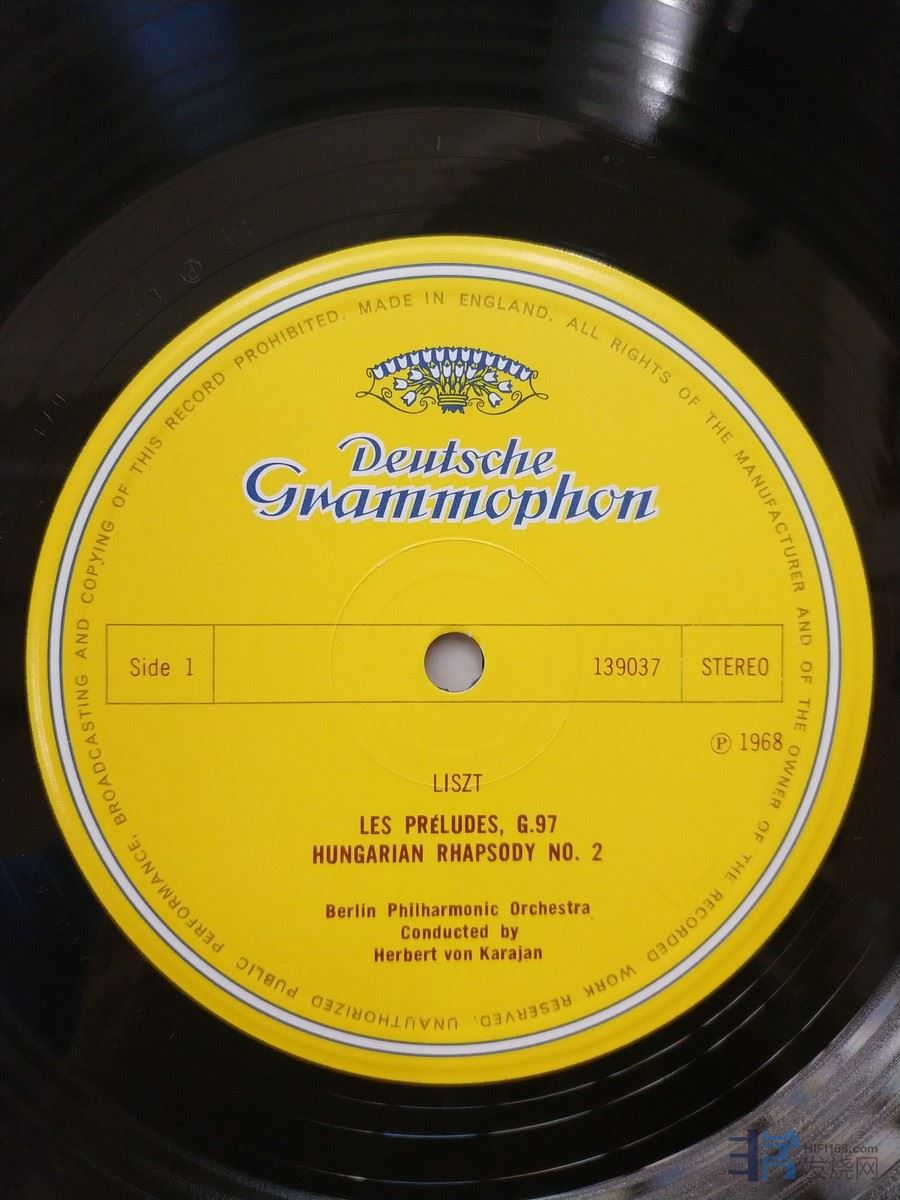 MADE IN ENGLAND. ALL RIGHTS OF THE MANUFACTURER AND OF THE OWNER OF THE RECORDED WORK RESERVED. UNAUTHORIZED PUBLIC PERFORMANCE, BROADCASTING AND COPYING OF THIS RECORD PROHIBITED.
Deutsche
Grammophon
Side 1 139037 STEREO
℗ 1968
LISZT
LES PRÉLUDES, G.97
HUNGARIAN RHAPSODY NO. 2
Berlin Philharmonic Orchestra
Conducted by
Herbert von Karajan
HIFI168.com
发烧网